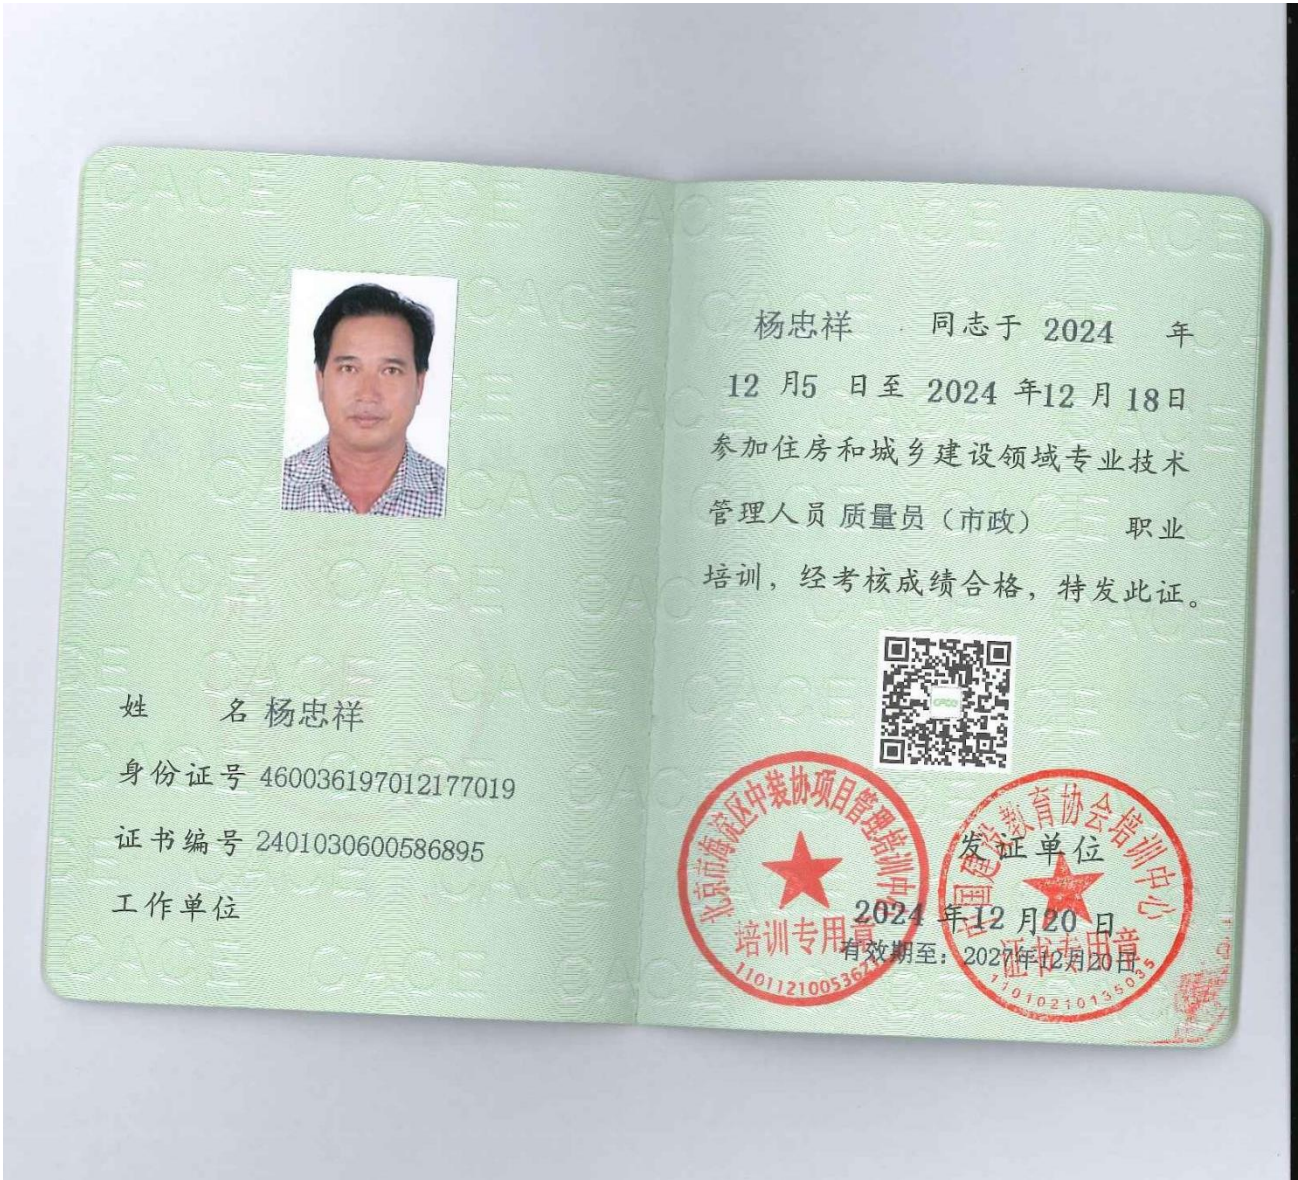 姓 名 杨忠祥
身份证号 460036197012177019
证书编号 2401030600586895
工作单位
杨忠祥 同志于 2024 年
12 月5 日至 2024 年12 月 18日
参加住房和城乡建设领域专业技术
管理人员 质量员（市政） 职业
培训，经考核成绩合格，特发此证。
北京市海淀区中装协项目管理培训中心
培训专用章
中国建设教育协会培训中心
证书专用章
11010210135035
发证单位
2024 年12 月20 日
有效期至：2027年12月20日
CACE